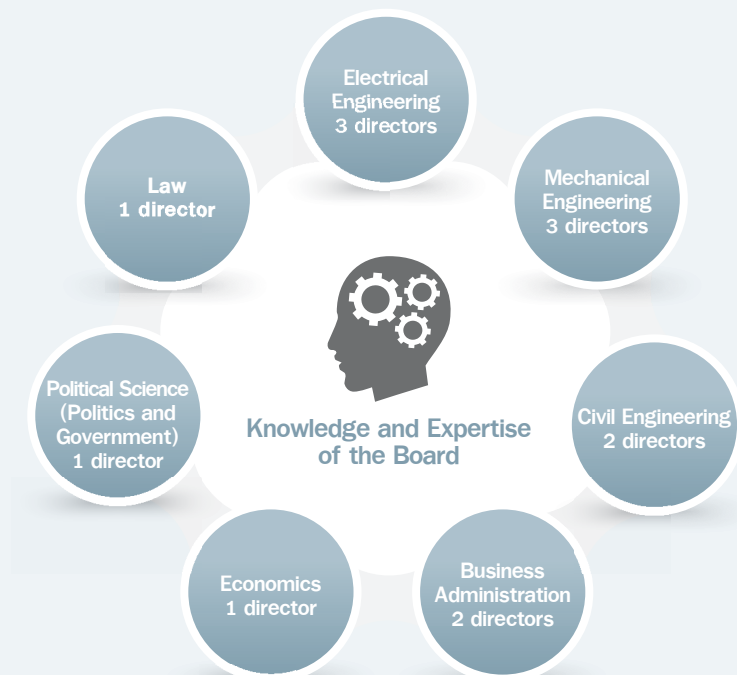 Electrical
Engineering
3 directors
Mechanical
Engineering
3 directors
Civil Engineering
2 directors
Business
Administration
2 directors
Economics
1 director
Political Science
(Politics and
Government)
1 director
Law
1 director
Knowledge and Expertise
of the Board